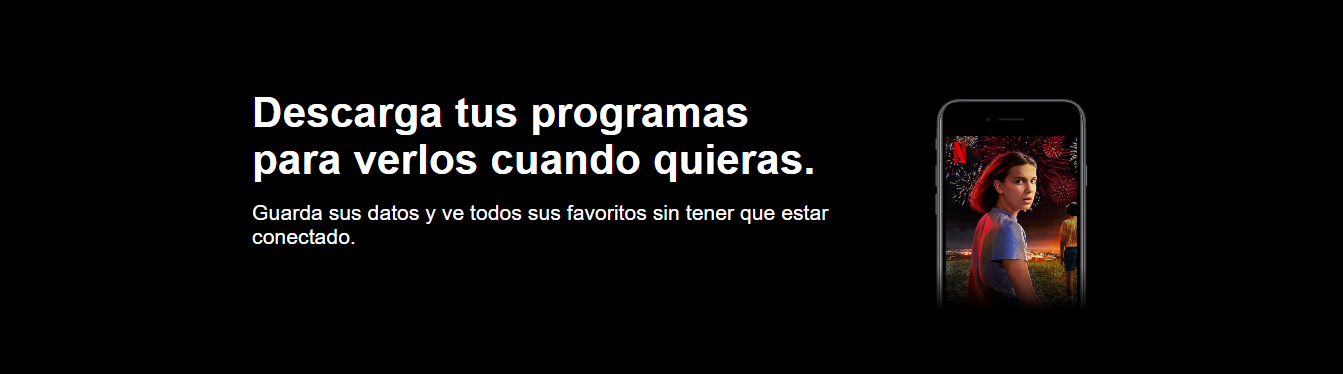 Descarga tus programas
para verlos cuando quieras.
Guarda sus datos y ve todos sus favoritos sin tener que estar
conectado.
N